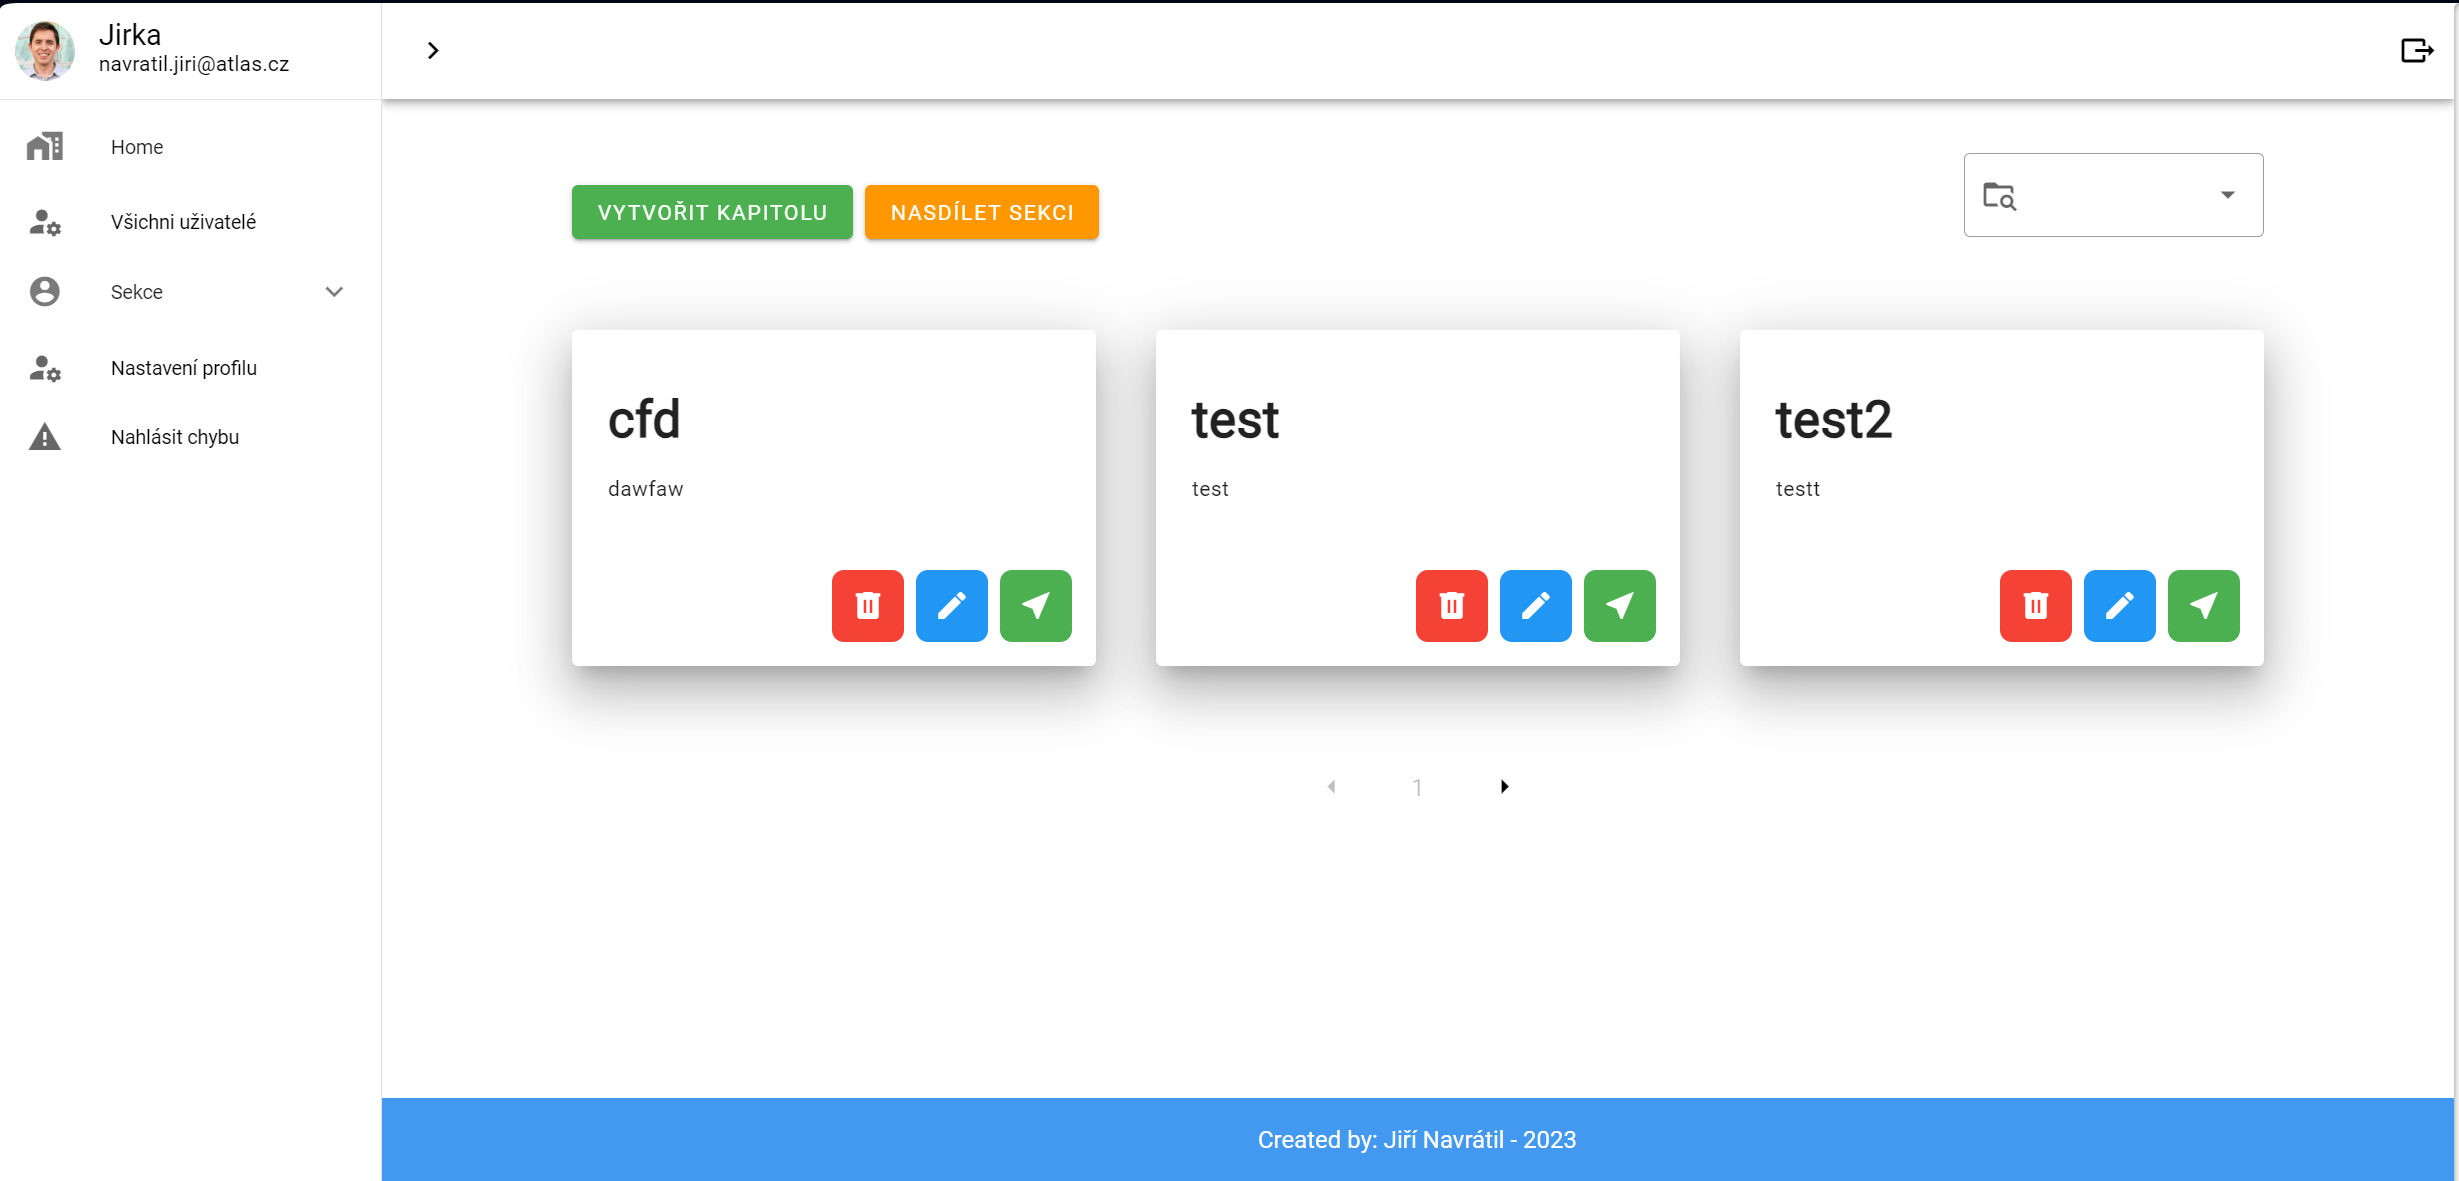 Jirka
navratil.jiri@atlas.cz
Home
Všichni uživatelé
Sekce
Nastavení profilu
Nahlásit chybu
VYTVOŘIT KAPITOLU
NASDÍLET SEKCI
cfd
dawfaw
test
test
test2
testt
1
Created by: Jiří Navrátil - 2023